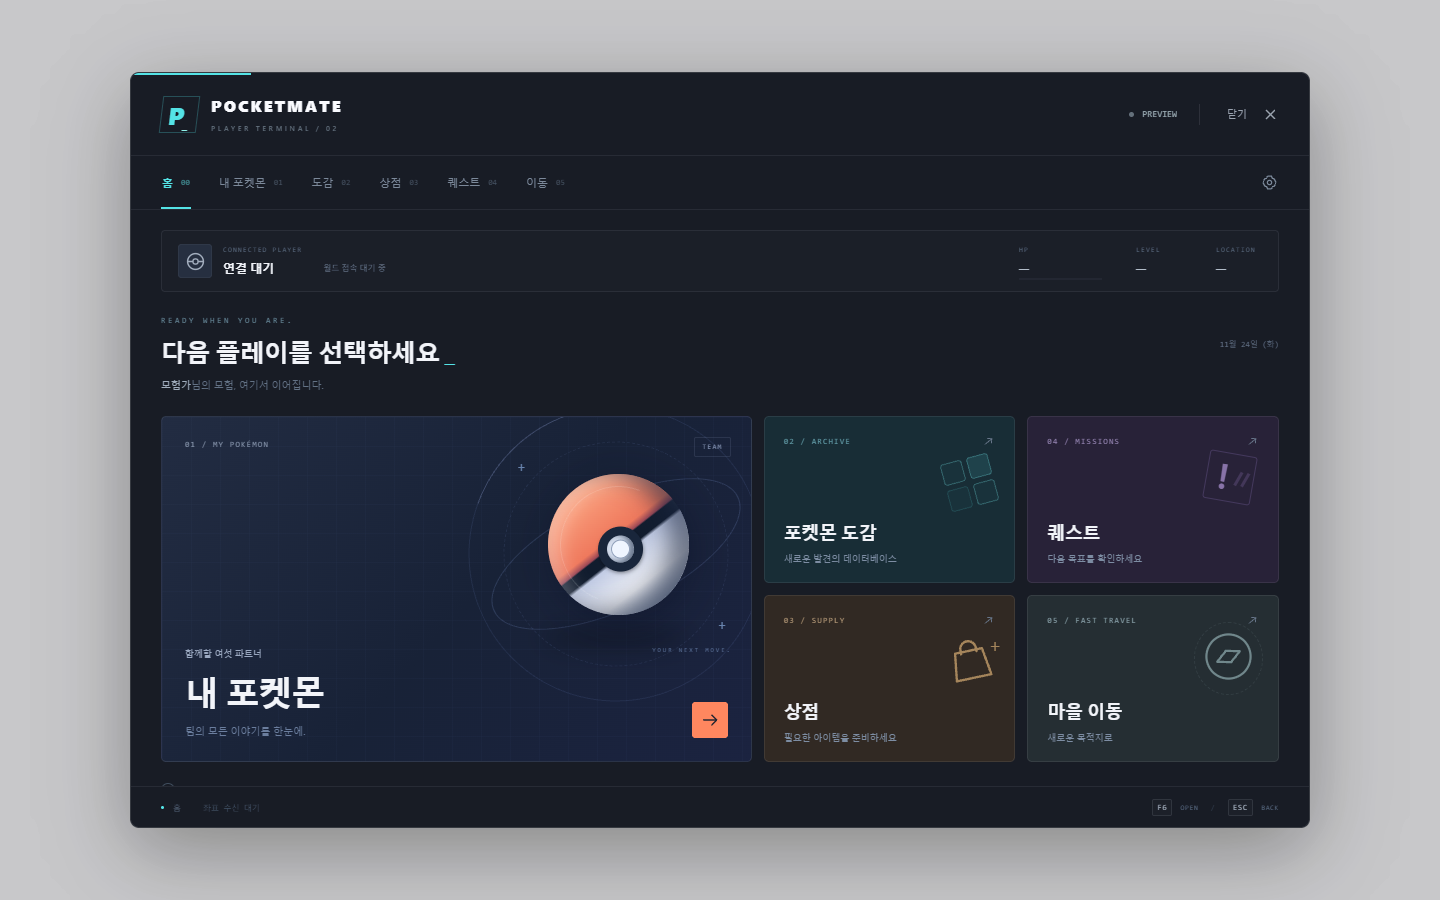 P_
POCKETMATE
PLAYER TERMINAL / 02
PREVIEW
닫기
홈 00
내 포켓몬 01
도감 02
상점 03
퀘스트 04
이동 05
CONNECTED PLAYER
연결 대기
월드 접속 대기 중
HP
—
LEVEL
—
LOCATION
—
READY WHEN YOU ARE.
다음 플레이를 선택하세요_
11월 24일 (화)
모험가님의 모험, 여기서 이어집니다.
01 / MY POKÉMON
TEAM
YOUR NEXT MOVE.
함께할 여섯 파트너
내 포켓몬
팀의 모든 이야기를 한눈에.
02 / ARCHIVE
포켓몬 도감
새로운 발견의 데이터베이스
04 / MISSIONS
퀘스트
다음 목표를 확인하세요
03 / SUPPLY
상점
필요한 아이템을 준비하세요
05 / FAST TRAVEL
마을 이동
새로운 목적지로
홈
좌표 수신 대기
F6 OPEN / ESC BACK